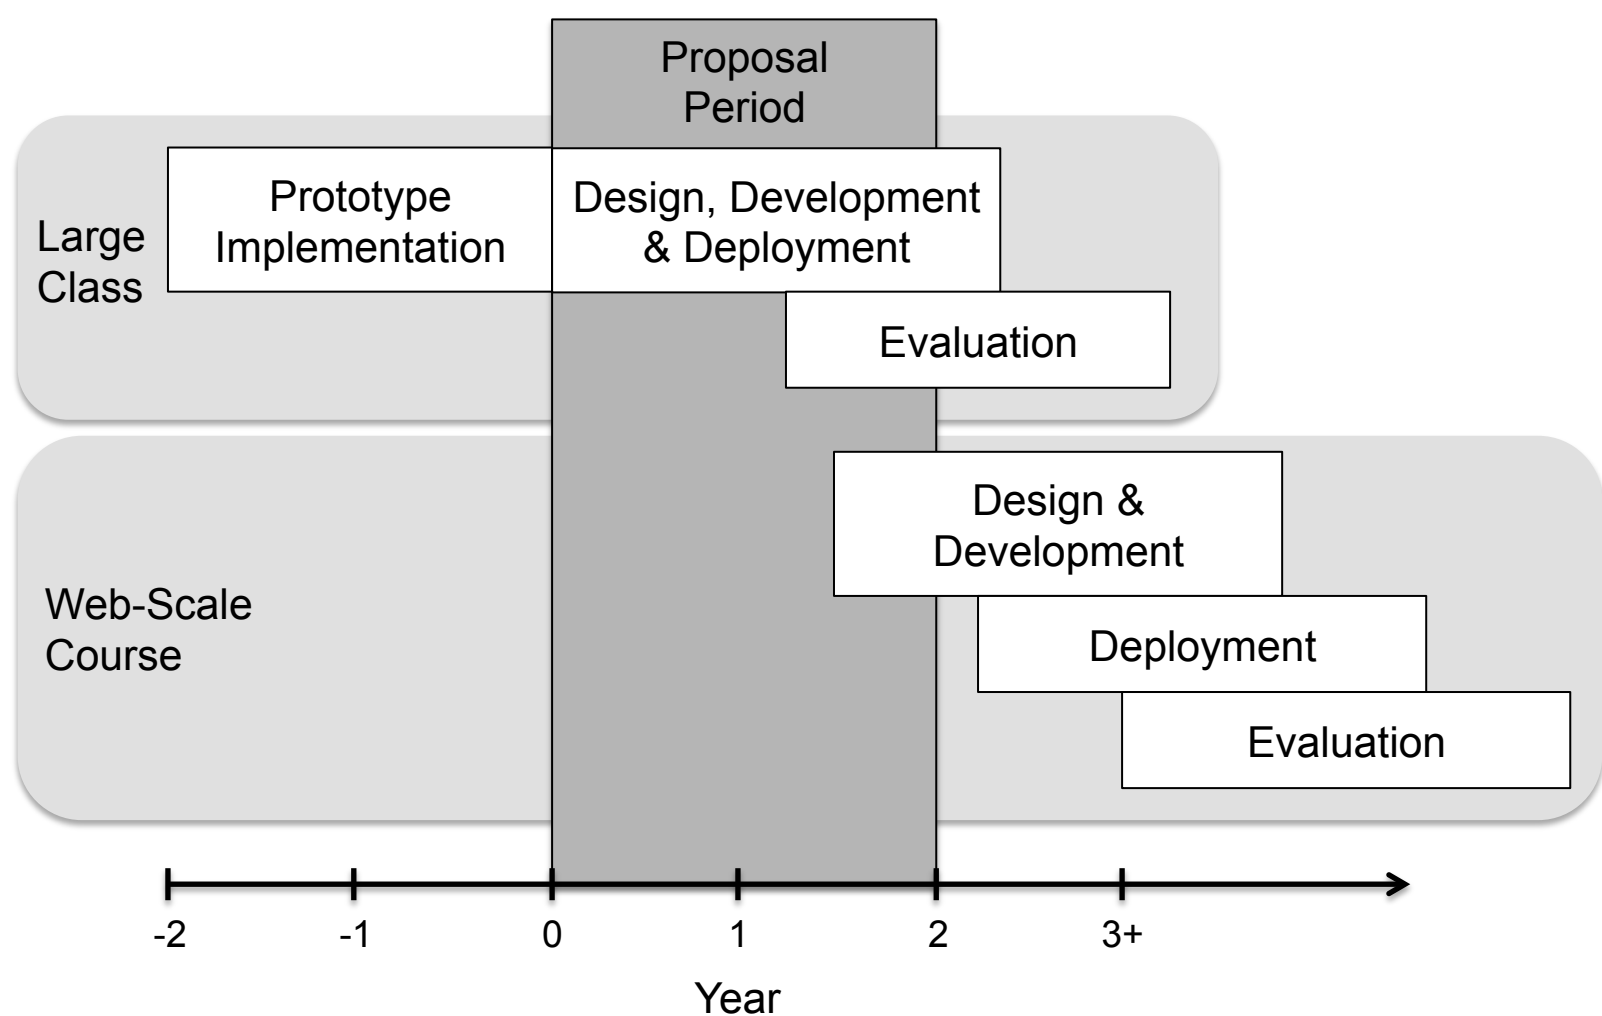 Proposal
Period
Large
Class
Prototype
Implementation
Design, Development
& Deployment
Evaluation
Web-Scale
Course
Design &
Development
Deployment
Evaluation
-2 -1 0 1 2 3+
Year